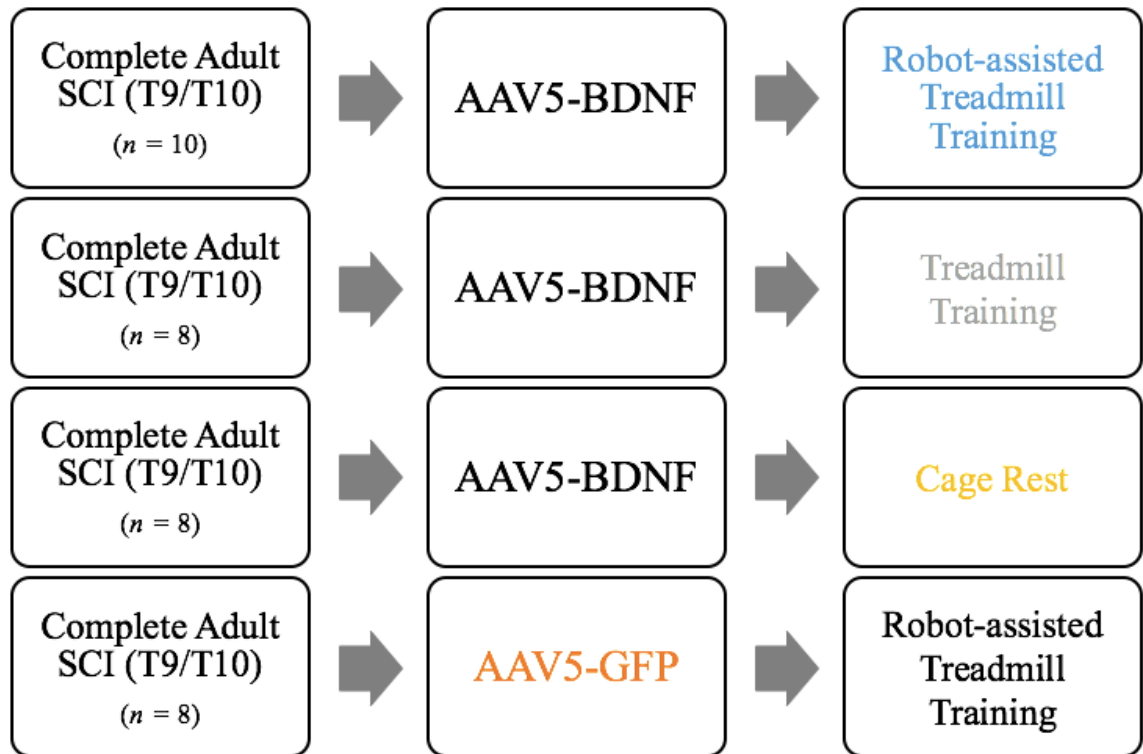 Complete Adult
SCI (T9/T10)
(n = 10)
AAV5-BDNF
Robot-assisted
Treadmill
Training
Complete Adult
SCI (T9/T10)
(n = 8)
AAV5-BDNF
Treadmill
Training
Complete Adult
SCI (T9/T10)
(n = 8)
AAV5-BDNF
Cage Rest
Complete Adult
SCI (T9/T10)
(n = 8)
AAV5-GFP
Robot-assisted
Treadmill
Training